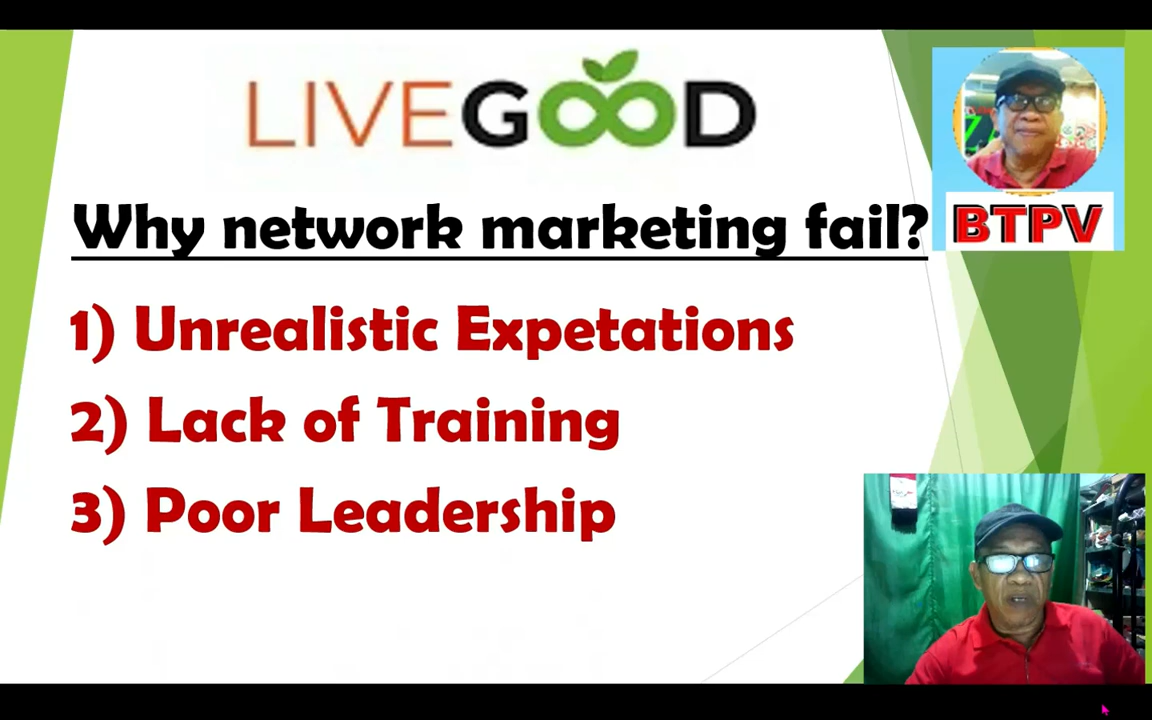 LIVEGOOD
Why network marketing fail?
BTPV
1) Unrealistic Expetations
2) Lack of Training
3) Poor Leadership